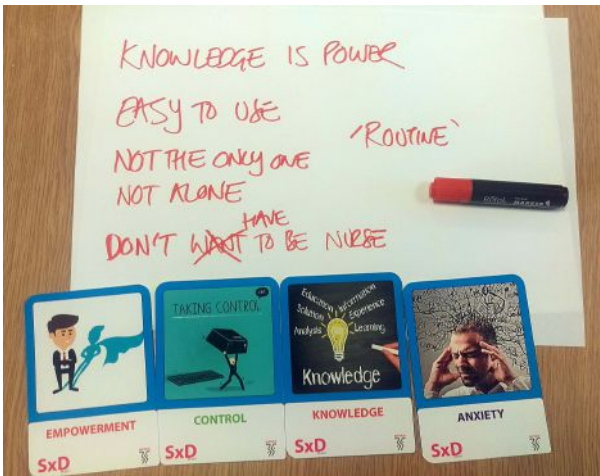 KNOWLEDGE IS POWER
EASY TO USE
'ROUTINE'
NOT THE ONLY ONE
NOT ALONE
HAVE
DON'T WANT TO BE NURSE
TAKING CONTROL
Education Information
Solution Experience
Analysis Learning
Knowledge
EMPOWERMENT
CONTROL
KNOWLEDGE
ANXIETY
SxD
SxD
SxD
SxD